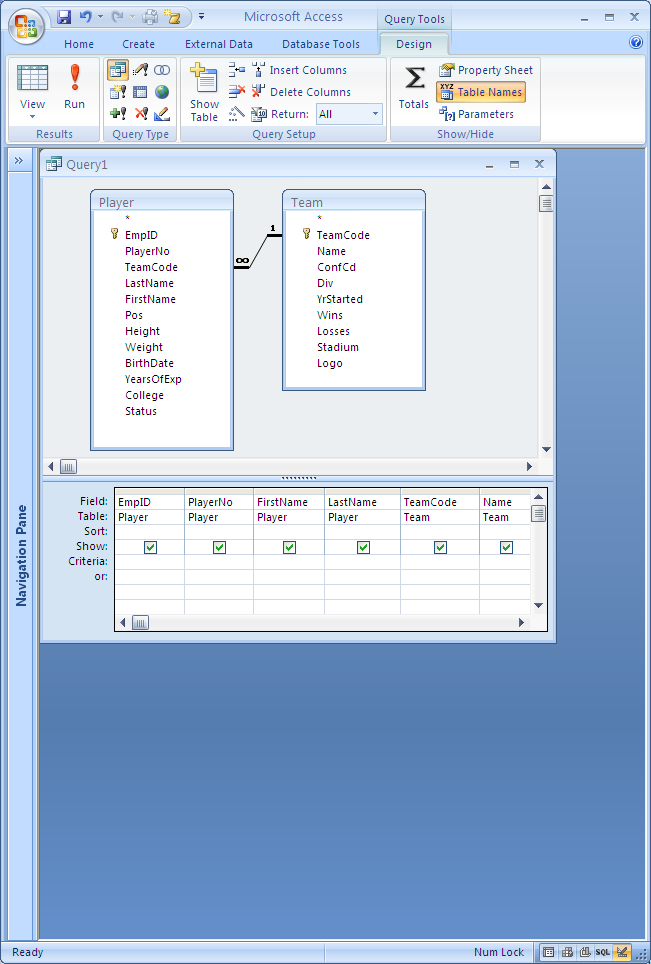 Microsoft Access
Query Tools
Home Create External Data Database Tools Design
View
Run
Results
Query Type
Show
Table
Insert Columns
Delete Columns
Return: All
Query Setup
Σ
Totals
Property Sheet
XYZ Table Names
Parameters
Show/Hide
»
Navigation Pane
Query1
Player
*
EmpID
PlayerNo
TeamCode
LastName
FirstName
Pos
Height
Weight
BirthDate
YearsOfExp
College
Status
∞
1
Team
*
TeamCode
Name
ConfCd
Div
YrStarted
Wins
Losses
Stadium
Logo
Field: EmpID PlayerNo FirstName LastName TeamCode Name
Table: Player Player Player Player Team Team
Sort:
Show:
Criteria:
or:
Ready
Num Lock
SQL